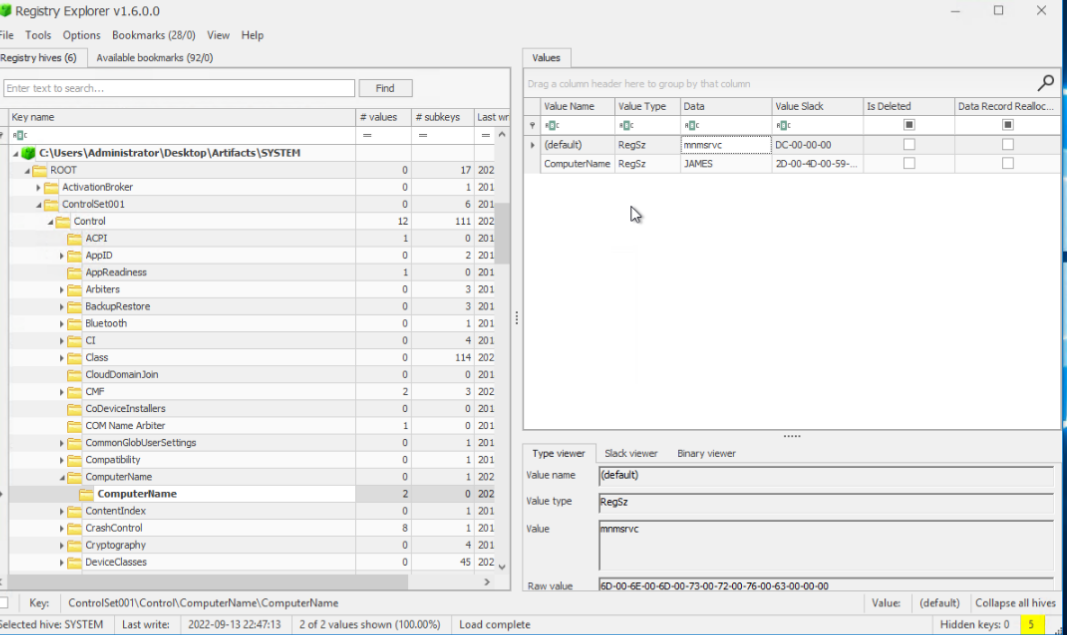 Registry Explorer v1.6.0.0
File Tools Options Bookmarks (28/0) View Help
Registry hives (6) Available bookmarks (92/0)
Enter text to search... Find
Key name # values # subkeys Last wr
= = =
C:\Users\Administrator\Desktop\Artifacts\SYSTEM
ROOT 0 17 202
ActivationBroker 0 1 201
ControlSet001 0 6 201
Control 12 111 202
ACPI 1 0 201
AppID 0 2 201
AppReadiness 1 0 201
Arbiters 0 3 201
BackupRestore 0 3 201
Bluetooth 0 1 201
CI 0 4 201
Class 0 114 202
CloudDomainJoin 0 0 201
CMF 2 3 202
CoDeviceInstallers 0 0 201
COM Name Arbiter 1 0 201
CommonGlobUserSettings 0 1 201
Compatibility 0 1 201
ComputerName 0 1 202
ComputerName 2 0 202
ContentIndex 0 1 201
CrashControl 8 1 201
Cryptography 0 4 201
DeviceClasses 0 45 202
Values
Drag a column header here to group by that column
Value Name Value Type Data Value Slack Is Deleted Data Record Realloc...
(default) RegSz mnmsrvc DC-00-00-00
ComputerName RegSz JAMES 2D-00-4D-00-59-...
Type viewer Slack viewer Binary viewer
Value name (default)
Value type RegSz
Value mnmsrvc
Raw value 6D-00-6E-00-6D-00-73-00-72-00-76-00-63-00-00-00
Key: ControlSet001\Control\ComputerName\ComputerName Value: (default) Collapse all hives
Selected hive: SYSTEM Last write: 2022-09-13 22:47:13 2 of 2 values shown (100.00%) Load complete Hidden keys: 0 5